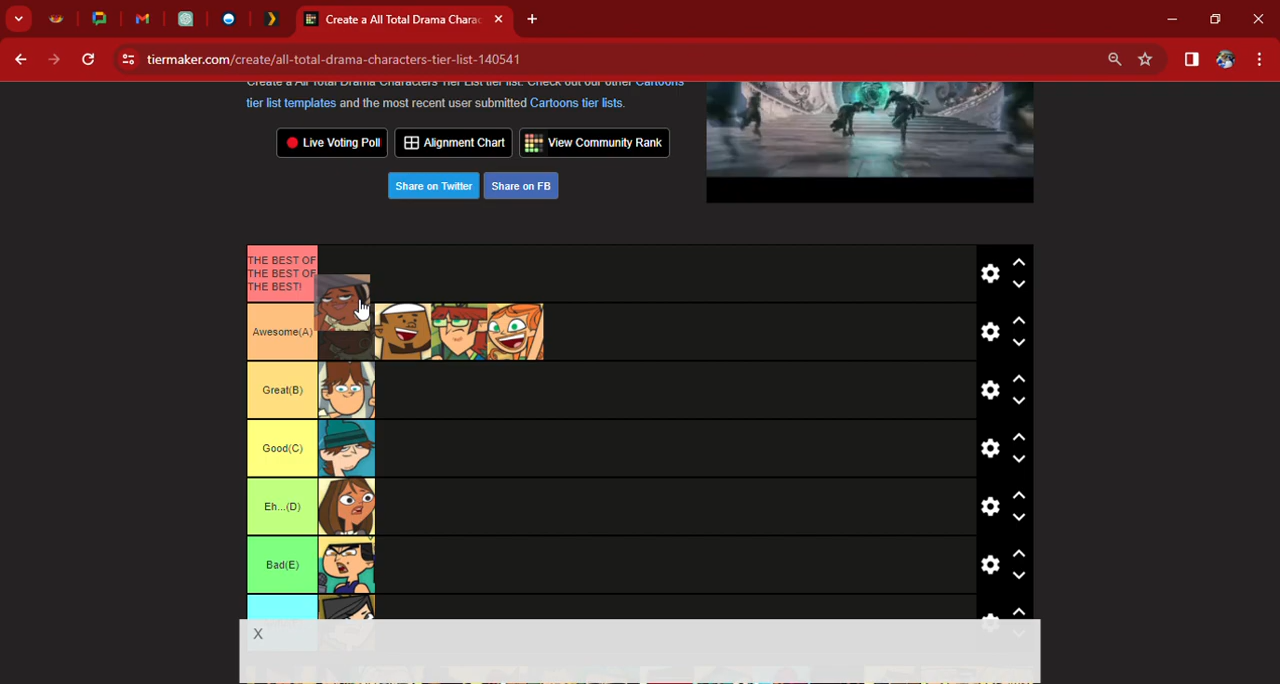 Create a All Total Drama Charac
tiermaker.com/create/all-total-drama-characters-tier-list-140541
Create a All Total Drama Characters Tier List tier list. Check out our other Cartoons
tier list templates and the most recent user submitted Cartoons tier lists.
Live Voting Poll
Alignment Chart
View Community Rank
Share on Twitter
Share on FB
THE BEST OF
THE BEST OF
THE BEST!
Awesome(A)
Great(B)
Good(C)
Eh...(D)
Bad(E)
X